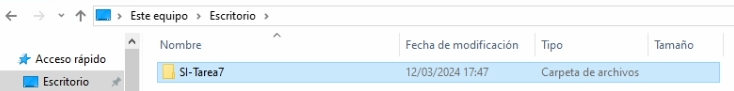 Este equipo > Escritorio >
Nombre Fecha de modificación Tipo Tamaño
Acceso rápido
Escritorio
SI-Tarea7 12/03/2024 17:47 Carpeta de archivos